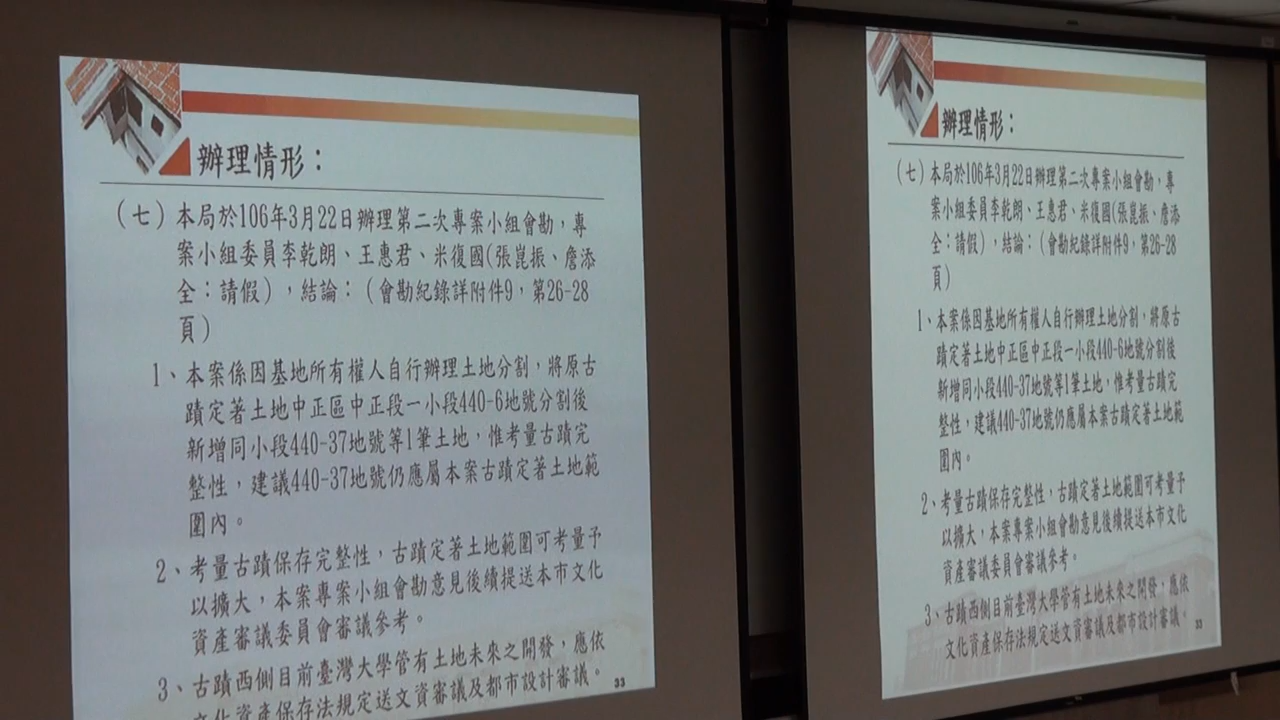 辦理情形：
（七）本局於106年3月22日辦理第二次專案小組會勘，專
案小組委員李乾朗、王惠君、米復國(張崑振、詹添
全：請假），結論：（會勘紀錄詳附件9，第26-28
頁）
1、本案係因基地所有權人自行辦理土地分割，將原古
蹟定著土地中正區中正段一小段440-6地號分割後
新增同小段440-37地號等1筆土地，惟考量古蹟完
整性，建議440-37地號仍應屬本案古蹟定著土地範
圍內。
2、考量古蹟保存完整性，古蹟定著土地範圍可考量予
以擴大，本案專案小組會勘意見後續提送本市文化
資產審議委員會審議參考。
3、古蹟西側目前臺灣大學管有土地未來之開發，應依
文化資產保存法規定送文資審議及都市設計審議。
33
辦理情形：
（七）本局於106年3月22日辦理第二次專案小組會勘，專
案小組委員李乾朗、王惠君、米復國(張崑振、詹添
全：請假），結論：（會勘紀錄詳附件9，第26-28
頁）
1、本案係因基地所有權人自行辦理土地分割，將原古
蹟定著土地中正區中正段一小段440-6地號分割後
新增同小段440-37地號等1筆土地，惟考量古蹟完
整性，建議440-37地號仍應屬本案古蹟定著土地範
圍內。
2、考量古蹟保存完整性，古蹟定著土地範圍可考量予
以擴大，本案專案小組會勘意見後續提送本市文化
資產審議委員會審議參考。
3、古蹟西側目前臺灣大學管有土地未來之開發，應依
文化資產保存法規定送文資審議及都市設計審議。
33